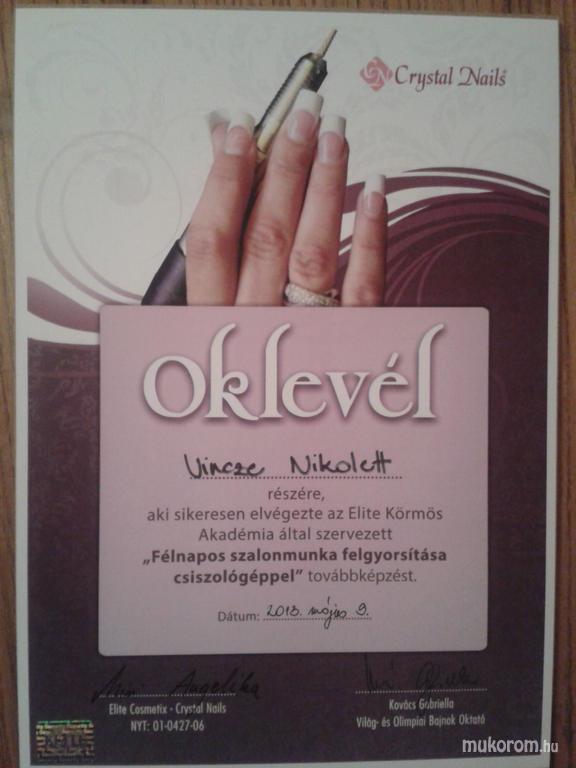 CN Crystal Nails®
Oklevél
Vincze Nikolett
részére,
aki sikeresen elvégezte az Elite Körmös
Akadémia által szervezett
„Félnapos szalonmunka felgyorsítása
csiszológéppel” továbbképzést.
Dátum: 2013. május 9.
Angelika
Elite Cosmetix - Crystal Nails
NYT: 01-0427-06
Kovács Gabriella
Világ- és Olimpiai Bajnok Oktató
mukorom.hu